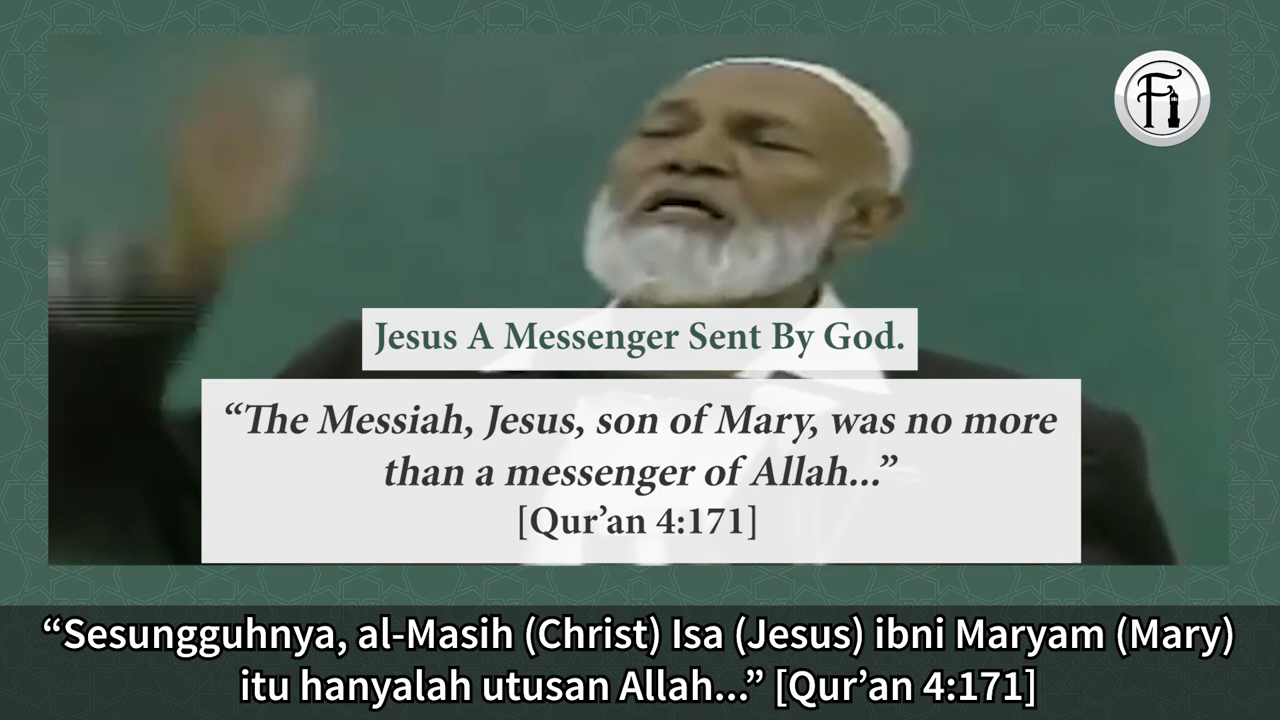 Fi
Jesus A Messenger Sent By God.
“The Messiah, Jesus, son of Mary, was no more
than a messenger of Allah...”
[Qur’an 4:171]
“Sesungguhnya, al-Masih (Christ) Isa (Jesus) ibni Maryam (Mary)
itu hanyalah utusan Allah...” [Qur’an 4:171]